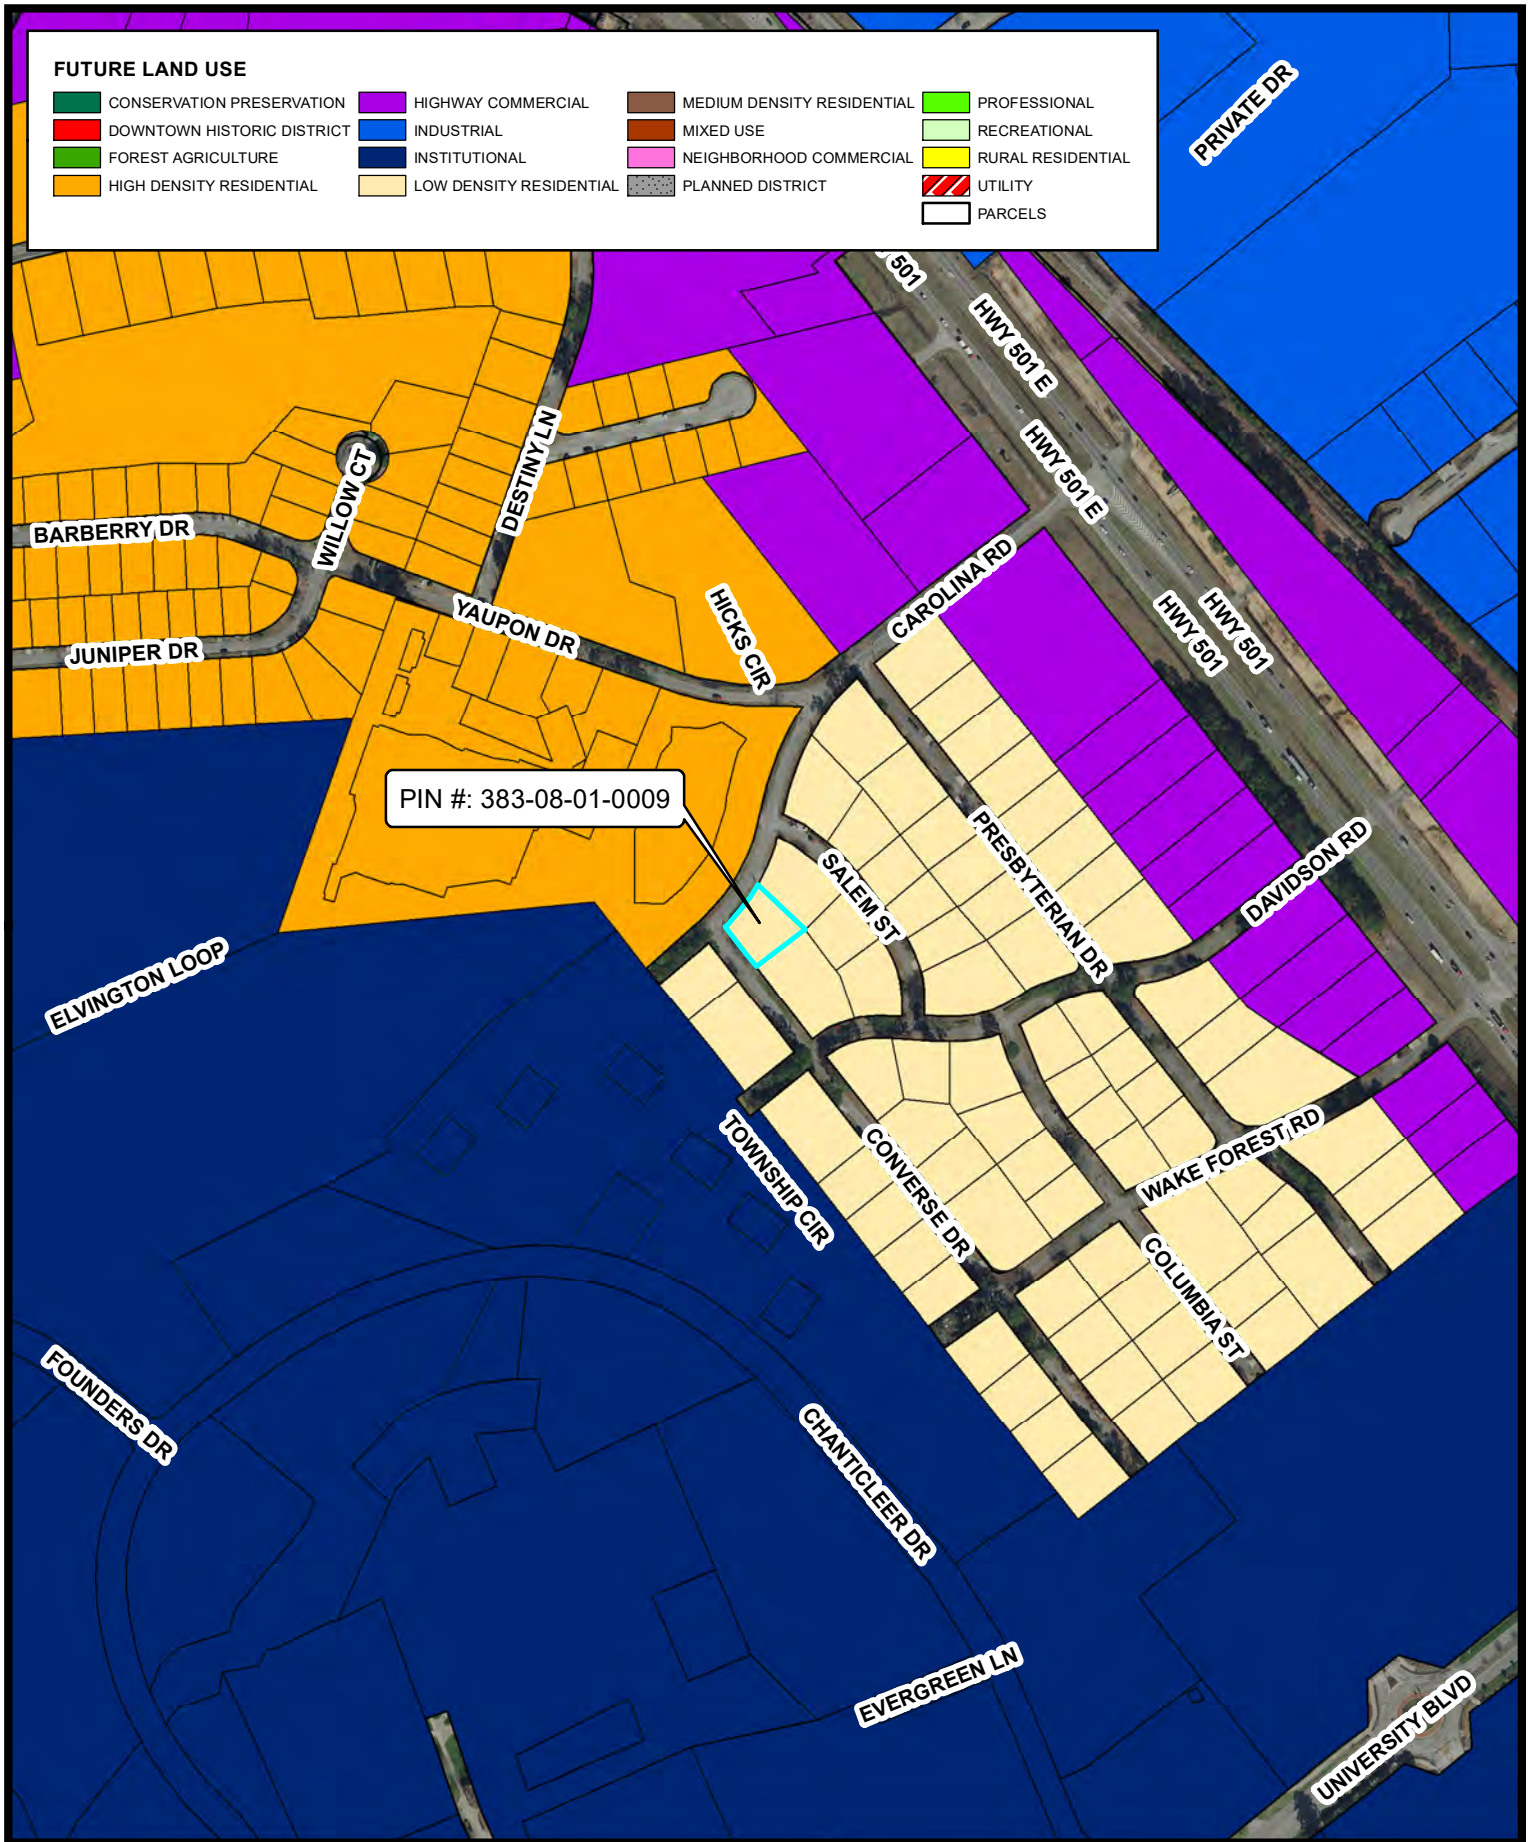 FUTURE LAND USE
CONSERVATION PRESERVATION
DOWNTOWN HISTORIC DISTRICT
FOREST AGRICULTURE
HIGH DENSITY RESIDENTIAL
HIGHWAY COMMERCIAL
INDUSTRIAL
INSTITUTIONAL
LOW DENSITY RESIDENTIAL
MEDIUM DENSITY RESIDENTIAL
MIXED USE
NEIGHBORHOOD COMMERCIAL
PLANNED DISTRICT
PROFESSIONAL
RECREATIONAL
RURAL RESIDENTIAL
UTILITY
PARCELS
PRIVATE DR
501
HWY 501 E
HWY 501 E
DESTINY LN
WILLOW CT
BARBERRY DR
CAROLINA RD
HICKS CIR
YAUPON DR
HWY 501
HWY 501
JUNIPER DR
PIN #: 383-08-01-0009
PRESBYTERIAN DR
SALEM ST
DAVIDSON RD
ELVINGTON LOOP
TOWNSHIP CIR
CONVERSE DR
WAKE FOREST RD
COLUMBIA ST
FOUNDERS DR
CHANTICLEER DR
EVERGREEN LN
UNIVERSITY BLVD